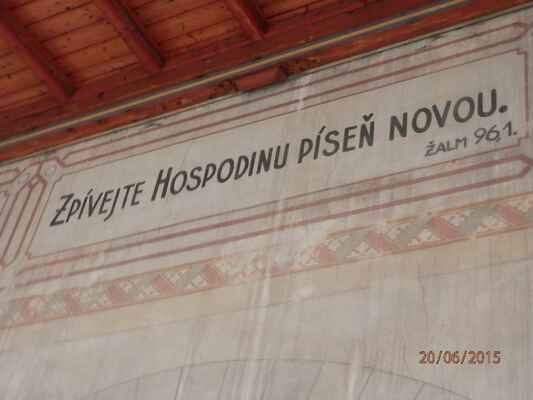 Zpívejte Hospodinu píseň novou.
Žalm 96,1.
20/06/2015